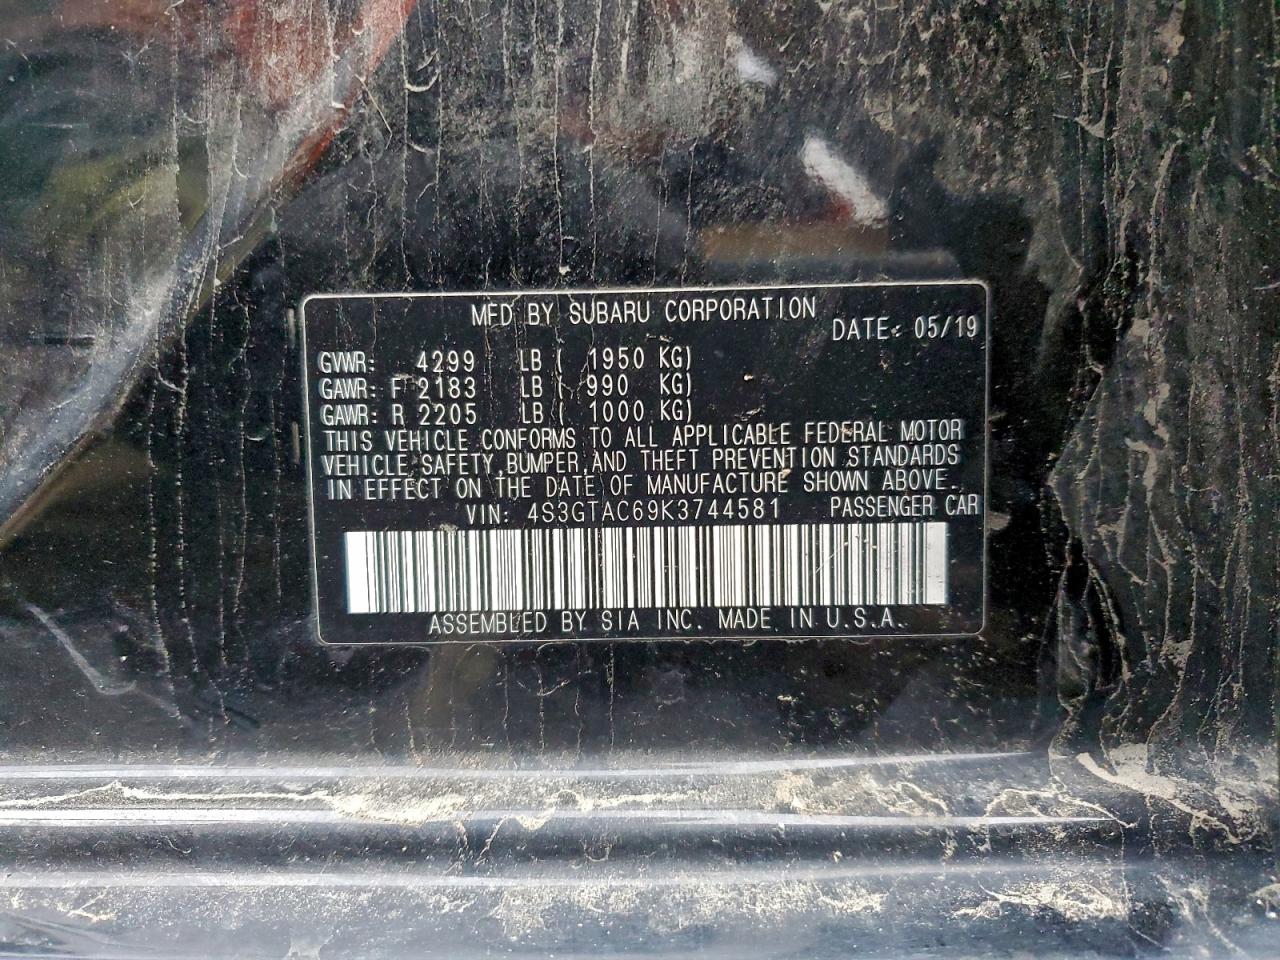 MFD BY SUBARU CORPORATION
DATE: 05/19
GVWR: 4299 LB ( 1950 KG)
GAWR: F 2183 LB ( 990 KG)
GAWR: R 2205 LB ( 1000 KG)
THIS VEHICLE CONFORMS TO ALL APPLICABLE FEDERAL MOTOR
VEHICLE SAFETY, BUMPER, AND THEFT PREVENTION STANDARDS
IN EFFECT ON THE DATE OF MANUFACTURE SHOWN ABOVE.
VIN: 4S3GTAC69K3744581 PASSENGER CAR
ASSEMBLED BY SIA INC. MADE IN U.S.A.